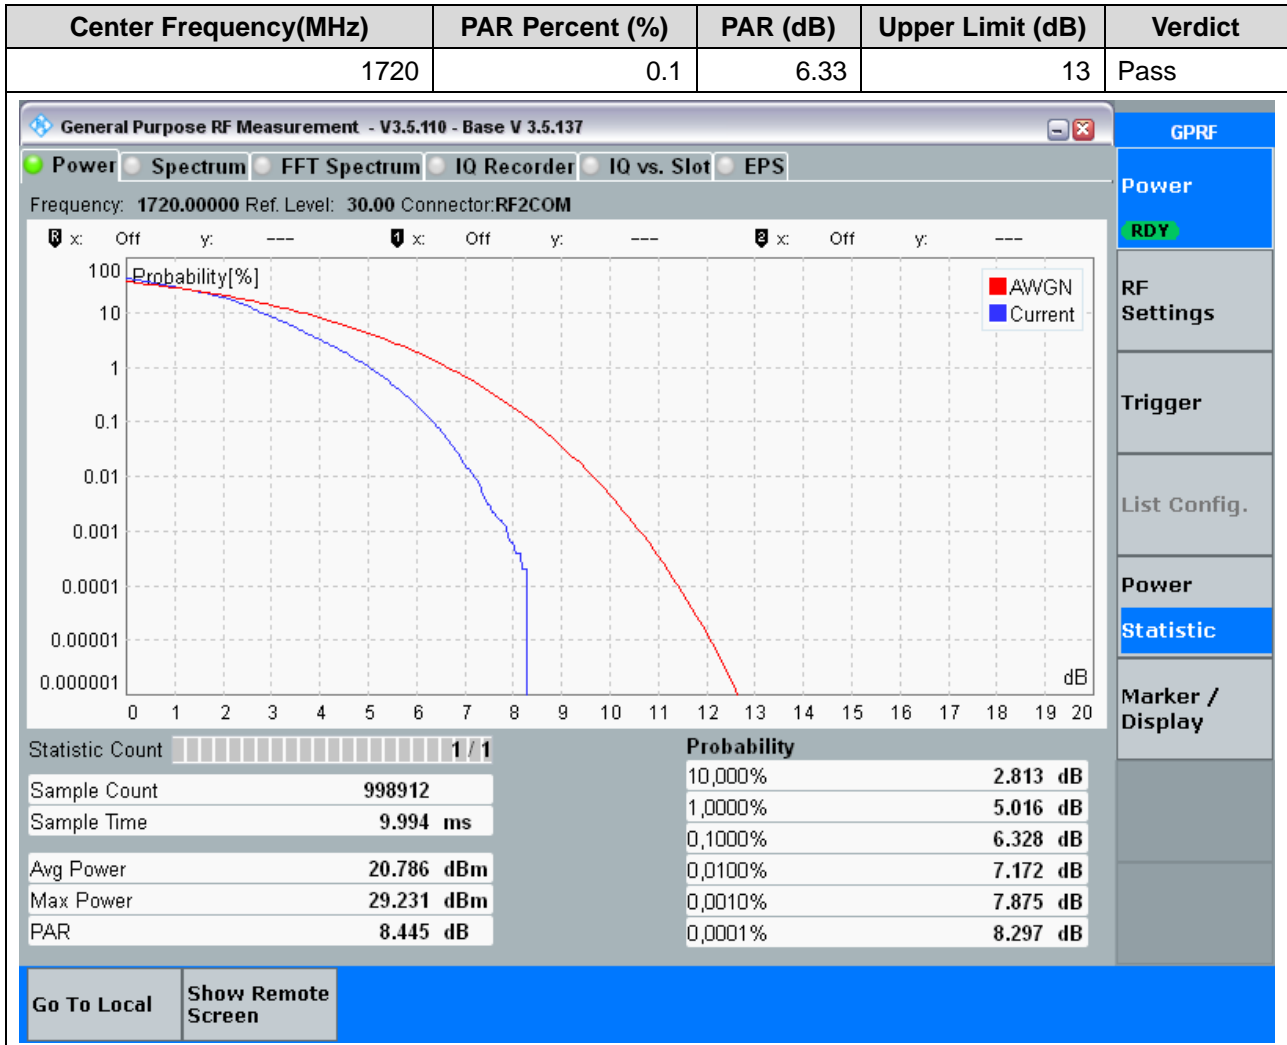 Center Frequency(MHz) PAR Percent (%) PAR (dB) Upper Limit (dB) Verdict
1720 0.1 6.33 13 Pass
General Purpose RF Measurement - V3.5.110 - Base V 3.5.137
GPRF
Power Spectrum FFT Spectrum IQ Recorder IQ vs. Slot EPS
Power
RDY
Frequency: 1720.00000 Ref. Level: 30.00 Connector:RF2COM
R x: Off y: --- 1 x: Off y: --- 2 x: Off y: ---
Probability[%]
AWGN
Current
100
10
1
0.1
0.01
0.001
0.0001
0.00001
0.000001
dB
0 1 2 3 4 5 6 7 8 9 10 11 12 13 14 15 16 17 18 19 20
RF
Settings
Trigger
List Config.
Power
Statistic
Marker /
Display
Statistic Count 1 / 1
Sample Count 998912
Sample Time 9.994 ms
Avg Power 20.786 dBm
Max Power 29.231 dBm
PAR 8.445 dB
Probability
10,000% 2.813 dB
1,0000% 5.016 dB
0,1000% 6.328 dB
0,0100% 7.172 dB
0,0010% 7.875 dB
0,0001% 8.297 dB
Go To Local
Show Remote
Screen